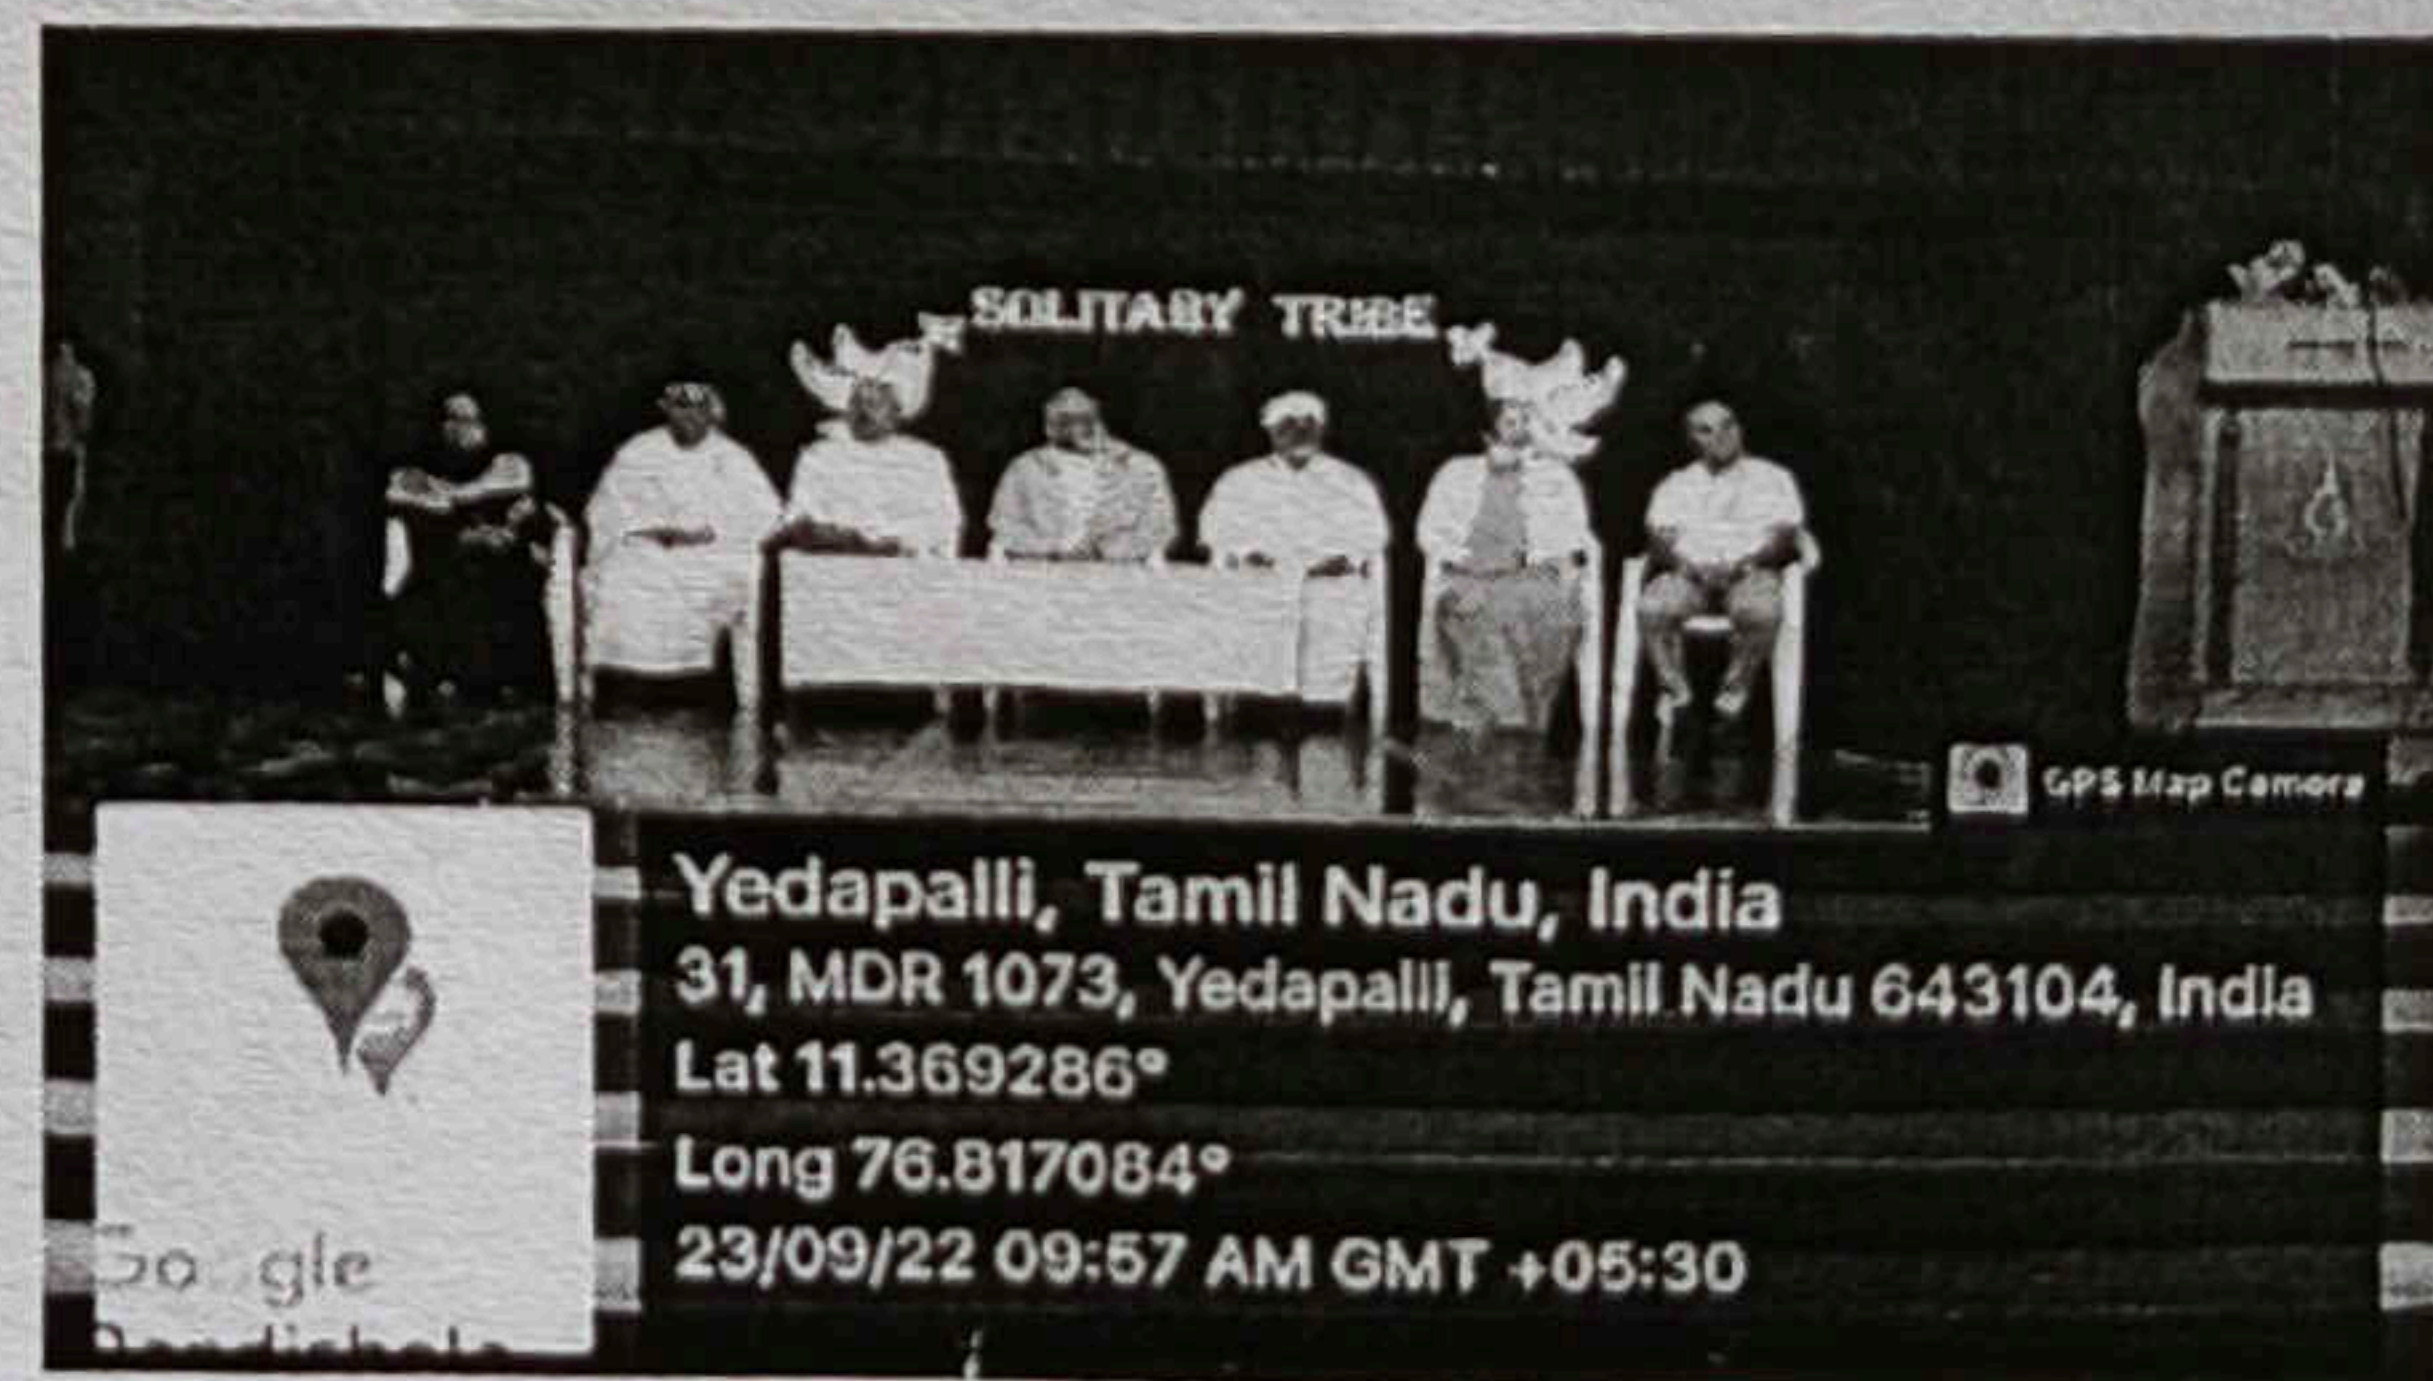 SOLITARY TRIBE
GPS Map Camera
Yedapalli, Tamil Nadu, India
31, MDR 1073, Yedapalli, Tamil Nadu 643104, India
Lat 11.369286°
Long 76.817084°
23/09/22 09:57 AM GMT +05:30
Google